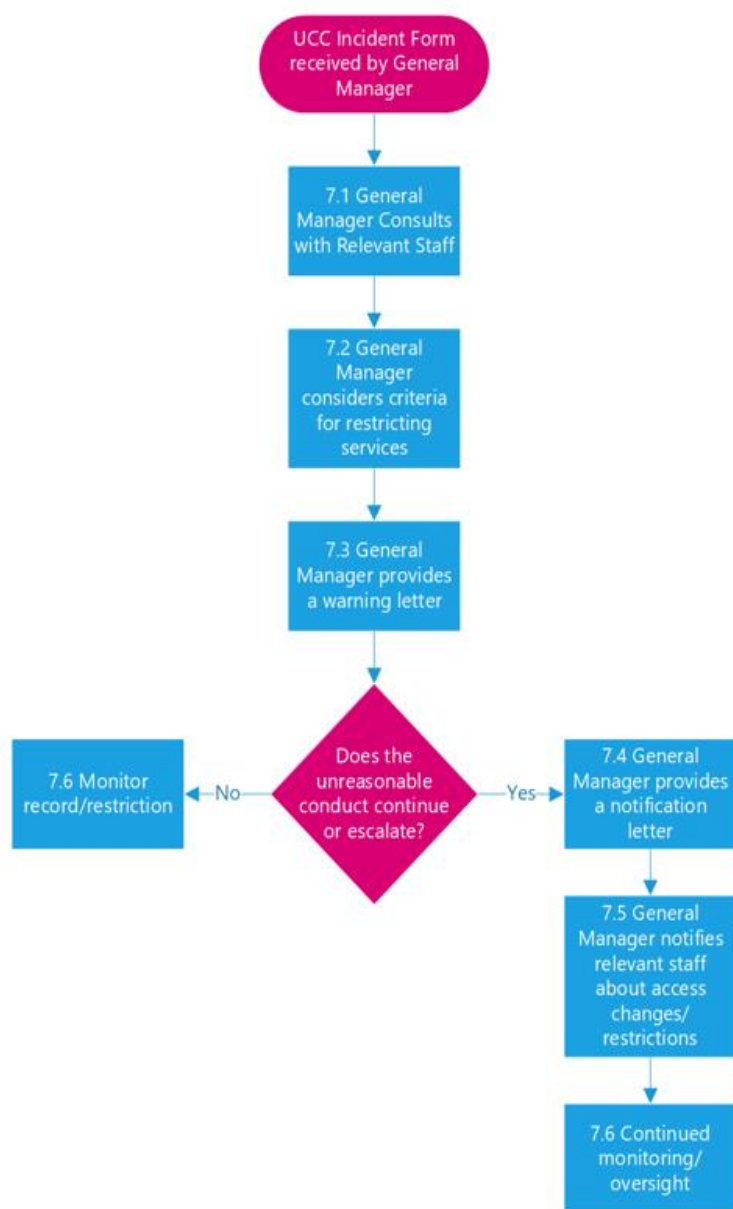 UCC Incident Form
received by General
Manager
7.1 General
Manager Consults
with Relevant Staff
7.2 General
Manager
considers criteria
for restricting
services
7.3 General
Manager provides
a warning letter
Does the
unreasonable
conduct continue
or escalate?
No
7.6 Monitor
record/restriction
Yes
7.4 General
Manager provides
a notification
letter
7.5 General
Manager notifies
relevant staff
about access
changes/
restrictions
7.6 Continued
monitoring/
oversight